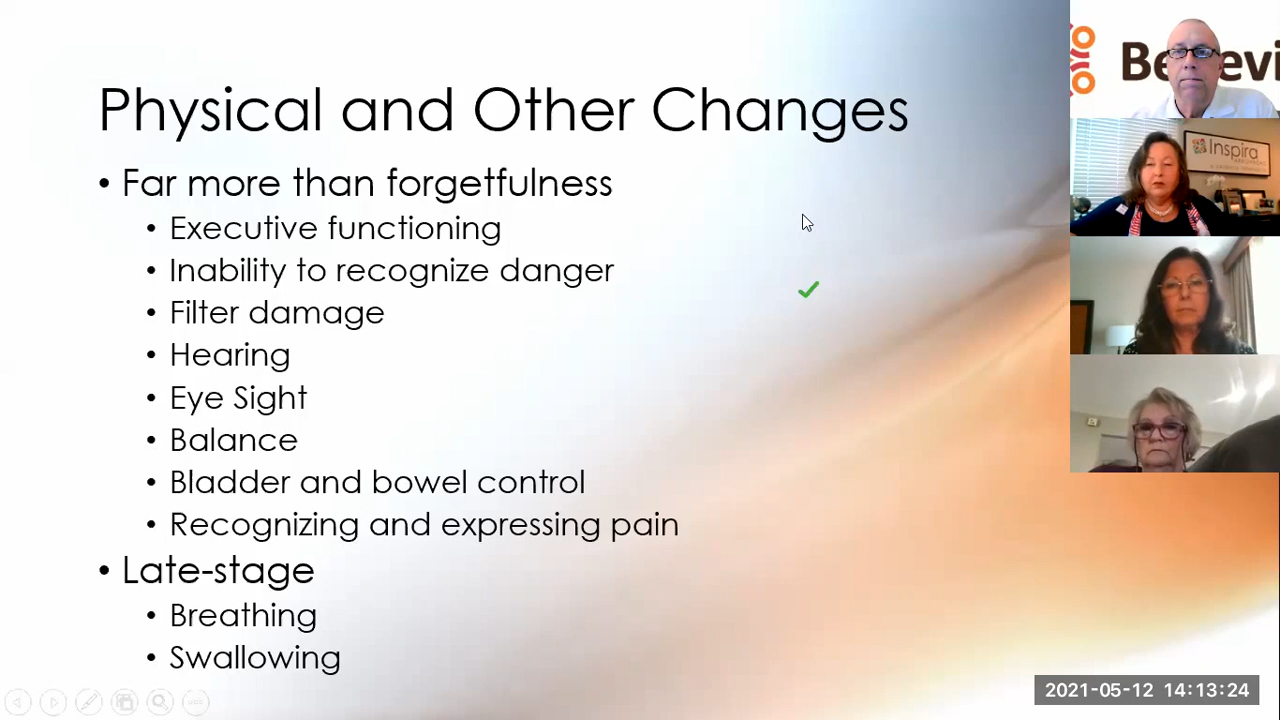 Physical and Other Changes
• Far more than forgetfulness
• Executive functioning
• Inability to recognize danger
• Filter damage
• Hearing
• Eye Sight
• Balance
• Bladder and bowel control
• Recognizing and expressing pain
• Late-stage
• Breathing
• Swallowing
Inspira
2021-05-12 14:13:24